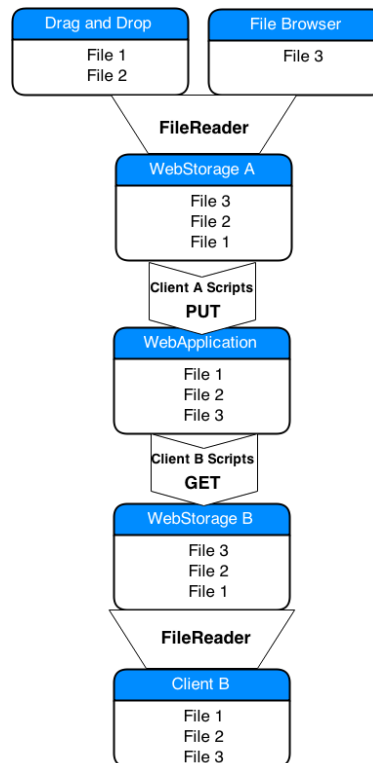 Drag and Drop
File 1
File 2
File Browser
File 3
FileReader
WebStorage A
File 3
File 2
File 1
Client A Scripts
PUT
WebApplication
File 1
File 2
File 3
Client B Scripts
GET
WebStorage B
File 3
File 2
File 1
FileReader
Client B
File 1
File 2
File 3